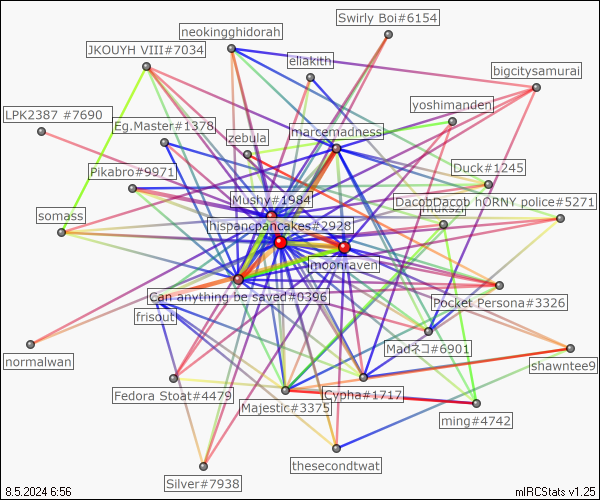 Swirly Boi#6154
neokingghidorah
JKOUYH VIII#7034
eliakith
bigcitysamurai
yoshimanden
LPK2387 #7690
Eg.Master#1378
marcemadness
zebula
Duck#1245
Pikabro#9971
Mushy#1984
DacobDacob hORNY police#5271
somass
hispancpancakes#2928
moonraven
Can anything be saved#0396
Pocket Persona#3326
frisout
Madネコ#6901
normalwan
shawntee9
Fedora Stoat#4479
Cypha#1717
Majestic#3375
ming#4742
thesecondtwat
Silver#7938
8.5.2024 6:56
mIRCStats v1.25